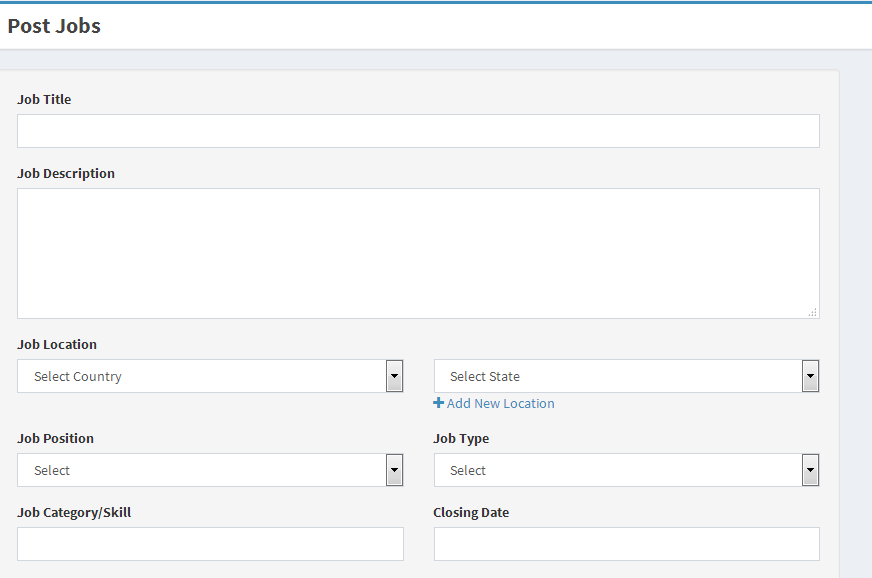 Post Jobs
Job Title
Job Description
Job Location
Select Country
Select State
Add New Location
Job Position
Job Type
Select
Select
Job Category/Skill
Closing Date